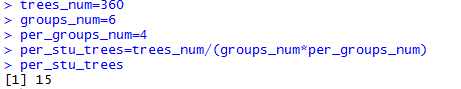 > trees_num=360
> groups_num=6
> per_groups_num=4
> per_stu_trees=trees_num/(groups_num*per_groups_num)
> per_stu_trees
[1] 15